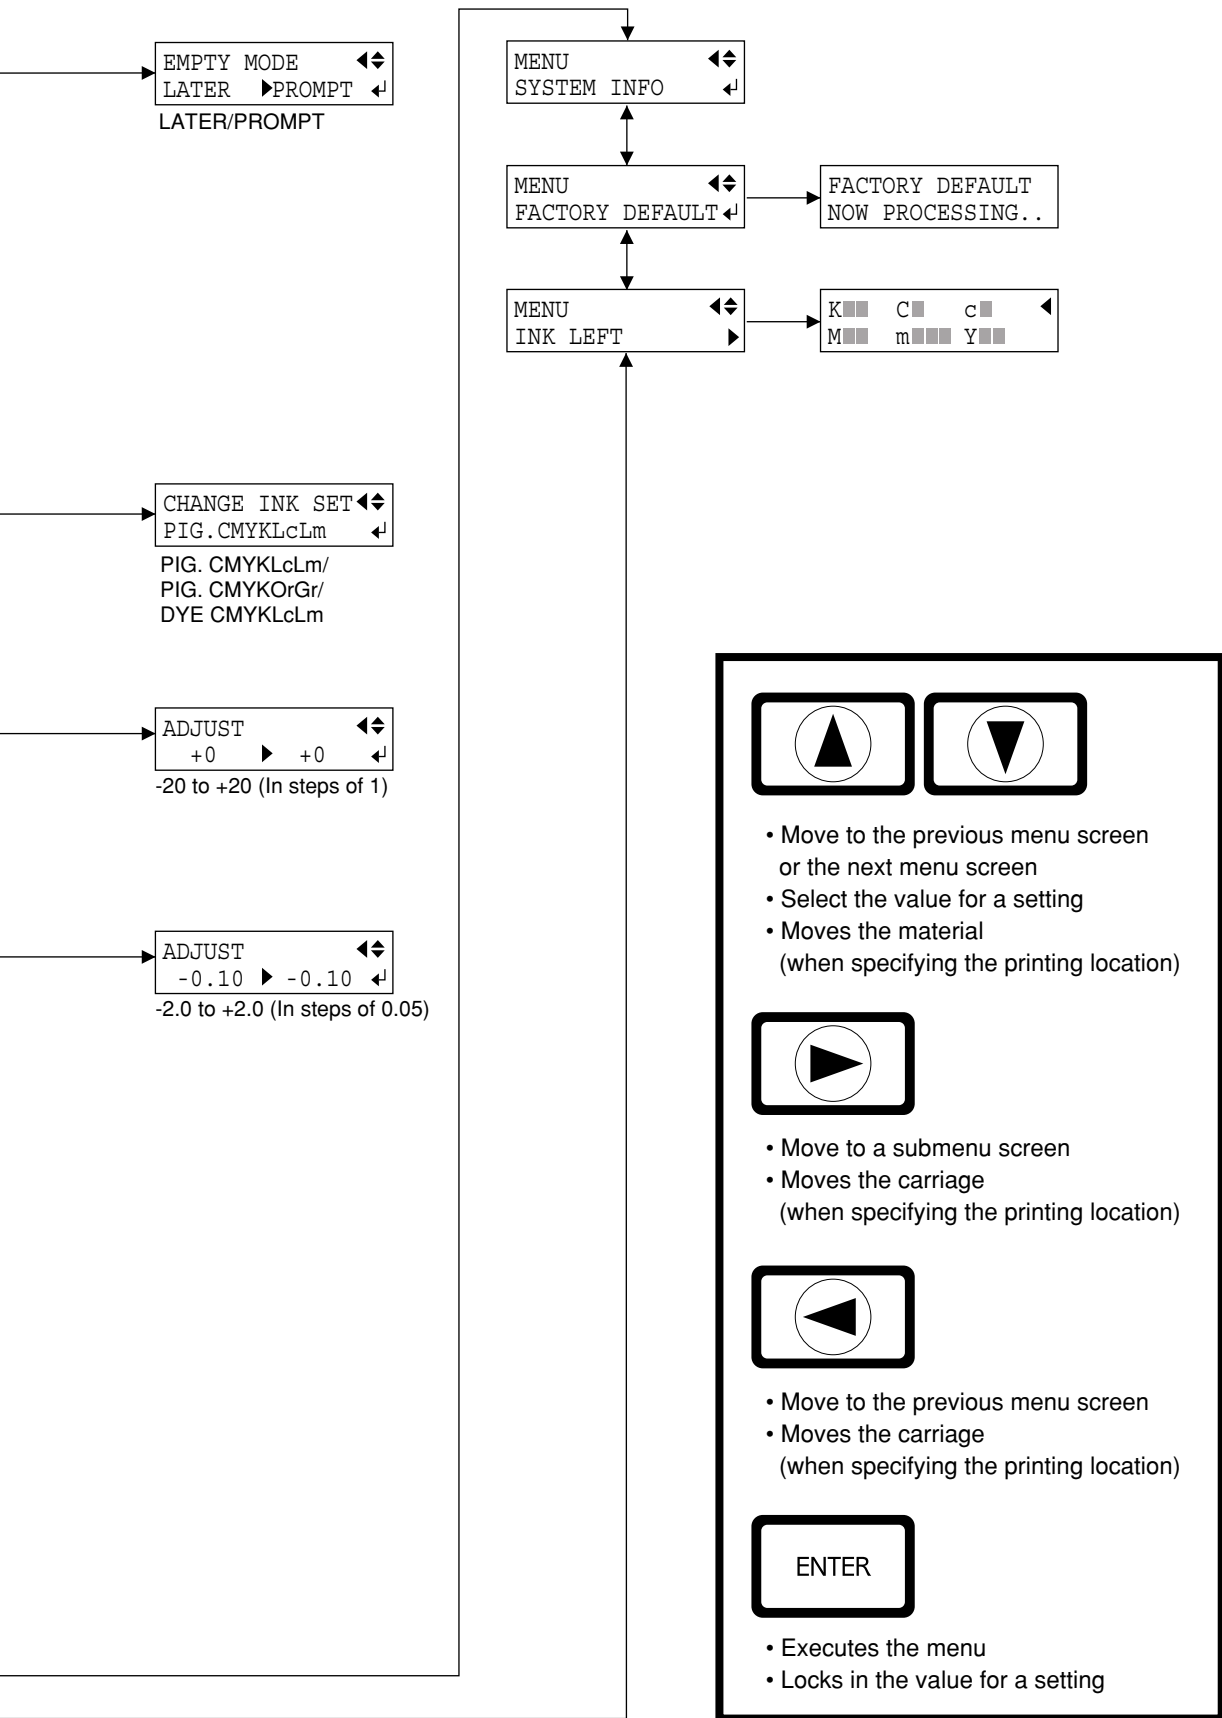 EMPTY MODE
LATER PROMPT
LATER/PROMPT
CHANGE INK SET
PIG.CMYKLcLm
PIG. CMYKLcLm/
PIG. CMYKOrGr/
DYE CMYKLcLm
ADJUST
+0 +0
-20 to +20 (In steps of 1)
ADJUST
-0.10 -0.10
-2.0 to +2.0 (In steps of 0.05)
MENU
SYSTEM INFO
MENU
FACTORY DEFAULT
FACTORY DEFAULT
NOW PROCESSING..
MENU
INK LEFT
K C c
M m Y
• Move to the previous menu screen
or the next menu screen
• Select the value for a setting
• Moves the material
(when specifying the printing location)
• Move to a submenu screen
• Moves the carriage
(when specifying the printing location)
• Move to the previous menu screen
• Moves the carriage
(when specifying the printing location)
ENTER
• Executes the menu
• Locks in the value for a setting